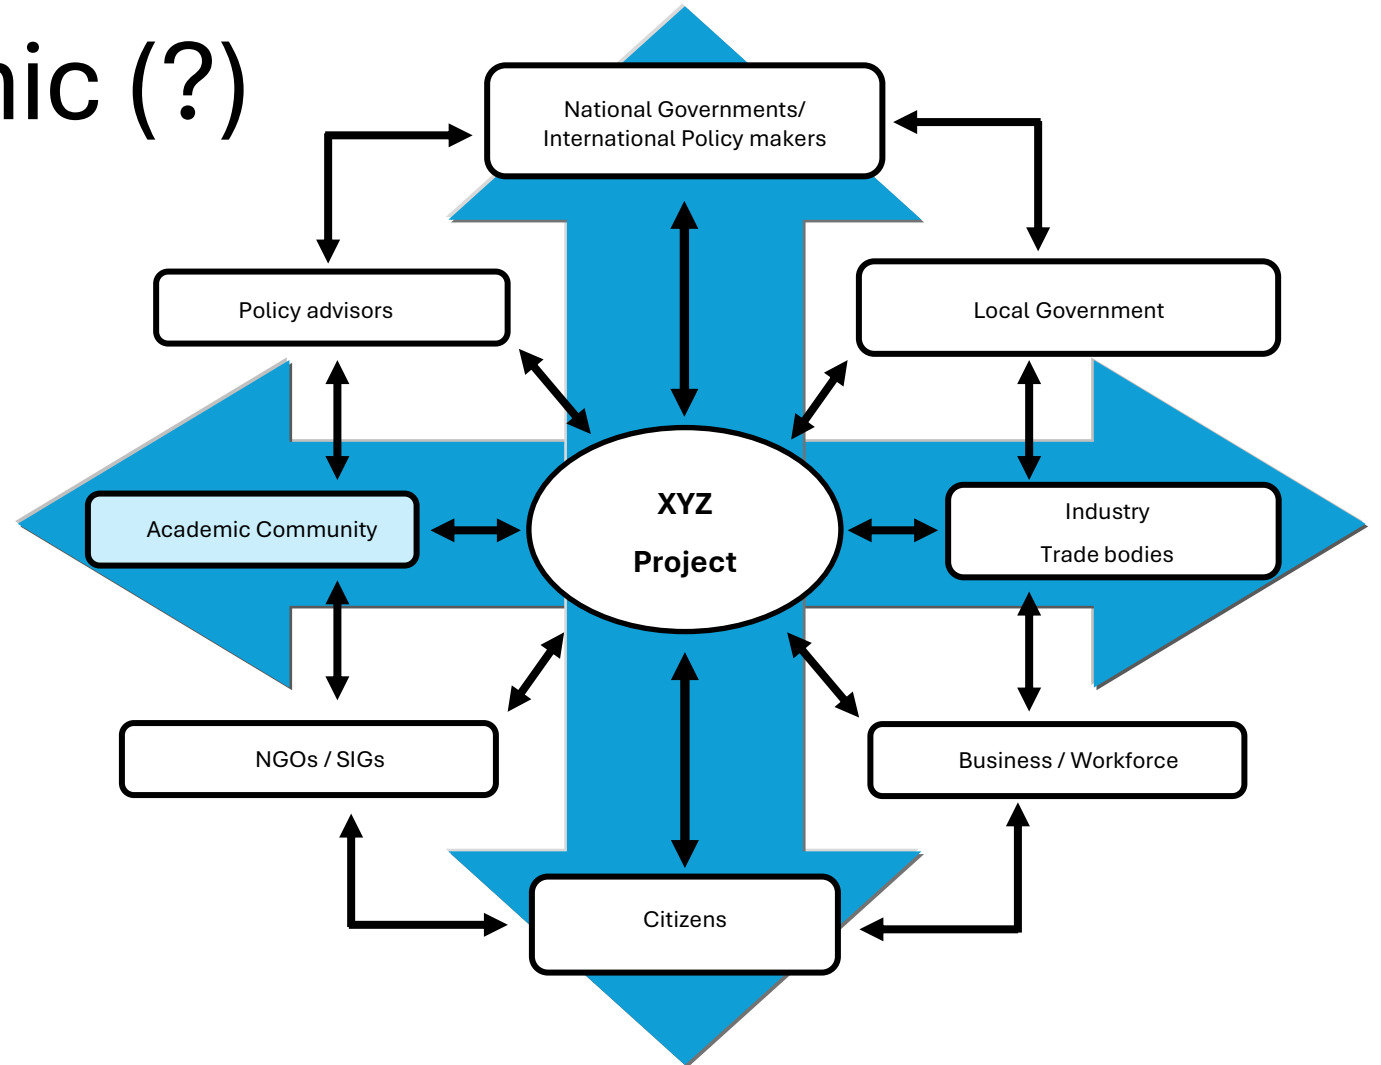 National Governments/
International Policy makers
Policy advisors
Local Government
XYZ
Project
Academic Community
Industry
Trade bodies
NGOs / SIGs
Business / Workforce
Citizens